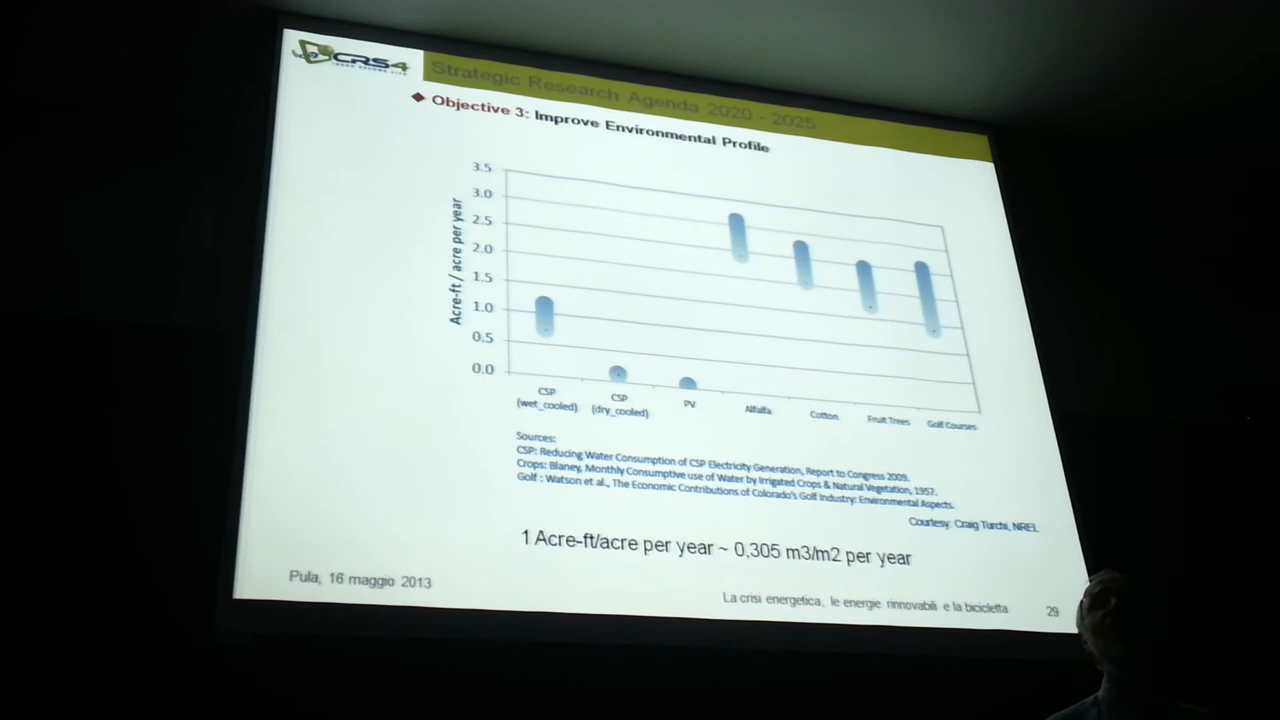 CRS4
Strategic Research Agenda 2020 - 2025
Objective 3: Improve Environmental Profile
3.5
3.0
2.5
2.0
1.5
1.0
0.5
0.0
Acre-ft / acre per year
CSP
(wet_cooled)
CSP
(dry_cooled)
PV
Alfalfa
Cotton
Fruit Trees
Golf Courses
Sources:
CSP: Reducing Water Consumption of CSP Electricity Generation, Report to Congress 2009.
Crops: Blaney, Monthly Consumptive use of Water by Irrigated Crops & Natural Vegetation, 1957.
Golf : Watson et al., The Economic Contributions of Colorado's Golf Industry: Environmental Aspects.
Courtesy: Craig Turchi, NREL
1 Acre-ft/acre per year ~ 0,305 m3/m2 per year
Pula, 16 maggio 2013
La crisi energetica, le energie rinnovabili e la bicicletta
29